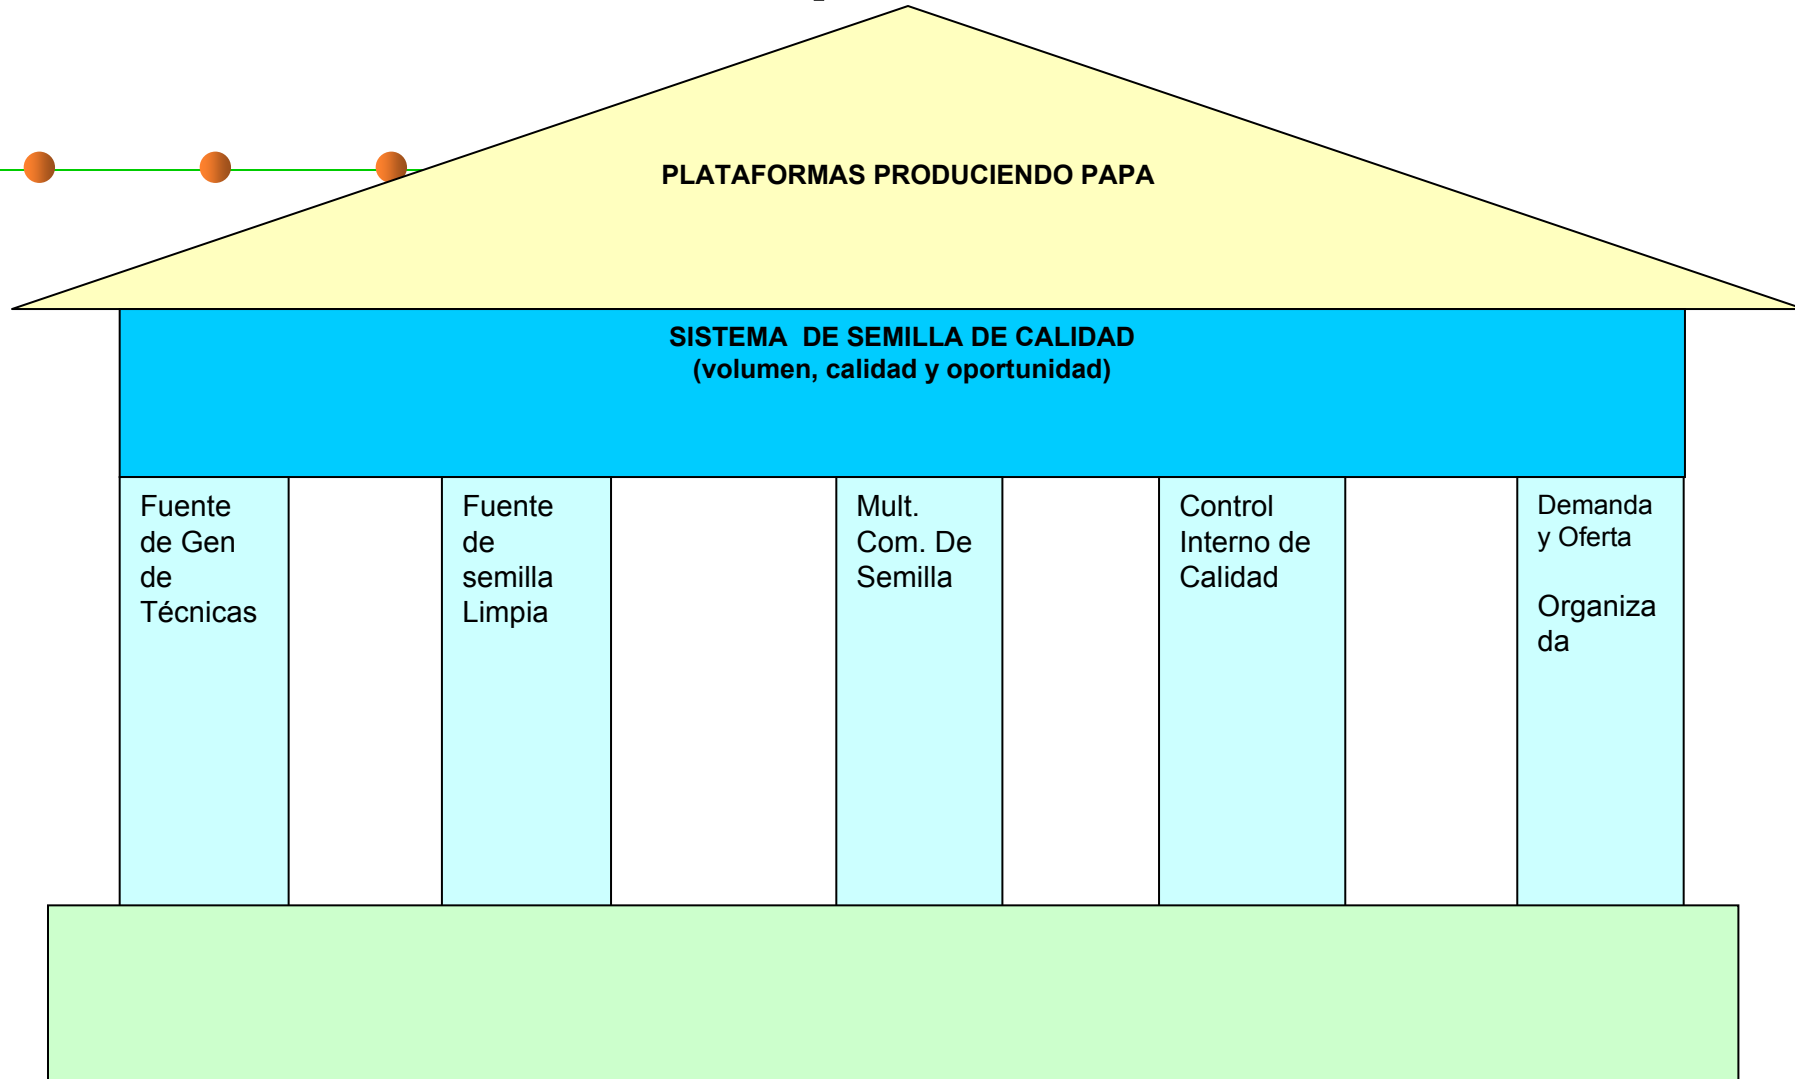 PLATAFORMAS PRODUCIENDO PAPA
SISTEMA  DE SEMILLA DE CALIDAD
(volumen, calidad y oportunidad)
Fuente
de Gen
de
Técnicas
Fuente
de
semilla
Limpia
Mult.
Com. De
Semilla
Control
Interno de
Calidad
Demanda
y Oferta
Organiza
da